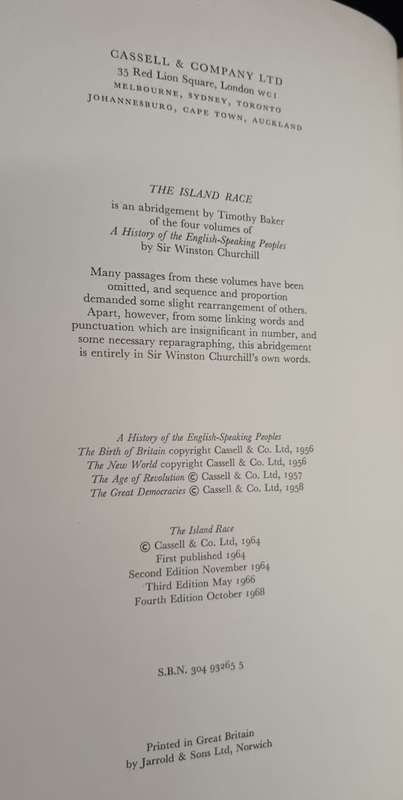 CASSELL & COMPANY LTD
35 Red Lion Square, London WC1
MELBOURNE, SYDNEY, TORONTO
JOHANNESBURG, CAPE TOWN, AUCKLAND
THE ISLAND RACE
is an abridgement by Timothy Baker
of the four volumes of
A History of the English-Speaking Peoples
by Sir Winston Churchill
Many passages from these volumes have been
omitted, and sequence and proportion
demanded some slight rearrangement of others.
Apart, however, from some linking words and
punctuation which are insignificant in number, and
some necessary reparagraphing, this abridgement
is entirely in Sir Winston Churchill's own words.
A History of the English-Speaking Peoples
The Birth of Britain copyright Cassell & Co. Ltd, 1956
The New World copyright Cassell & Co. Ltd, 1956
The Age of Revolution © Cassell & Co. Ltd, 1957
The Great Democracies © Cassell & Co. Ltd, 1958
The Island Race
© Cassell & Co. Ltd, 1964
First published 1964
Second Edition November 1964
Third Edition May 1966
Fourth Edition October 1968
S.B.N. 304 93265 5
Printed in Great Britain
by Jarrold & Sons Ltd, Norwich